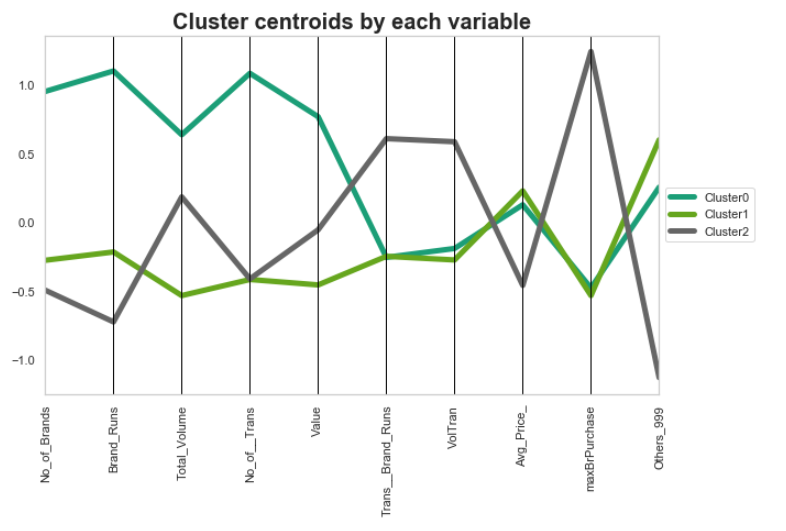 Cluster centroids by each variable
1.0
0.5
0.0
−0.5
−1.0
Cluster0
Cluster1
Cluster2
No_of_Brands
Brand_Runs
Total_Volume
No_of__Trans
Value
Trans__Brand_Runs
VolTran
Avg_Price_
maxBrPurchase
Others_999